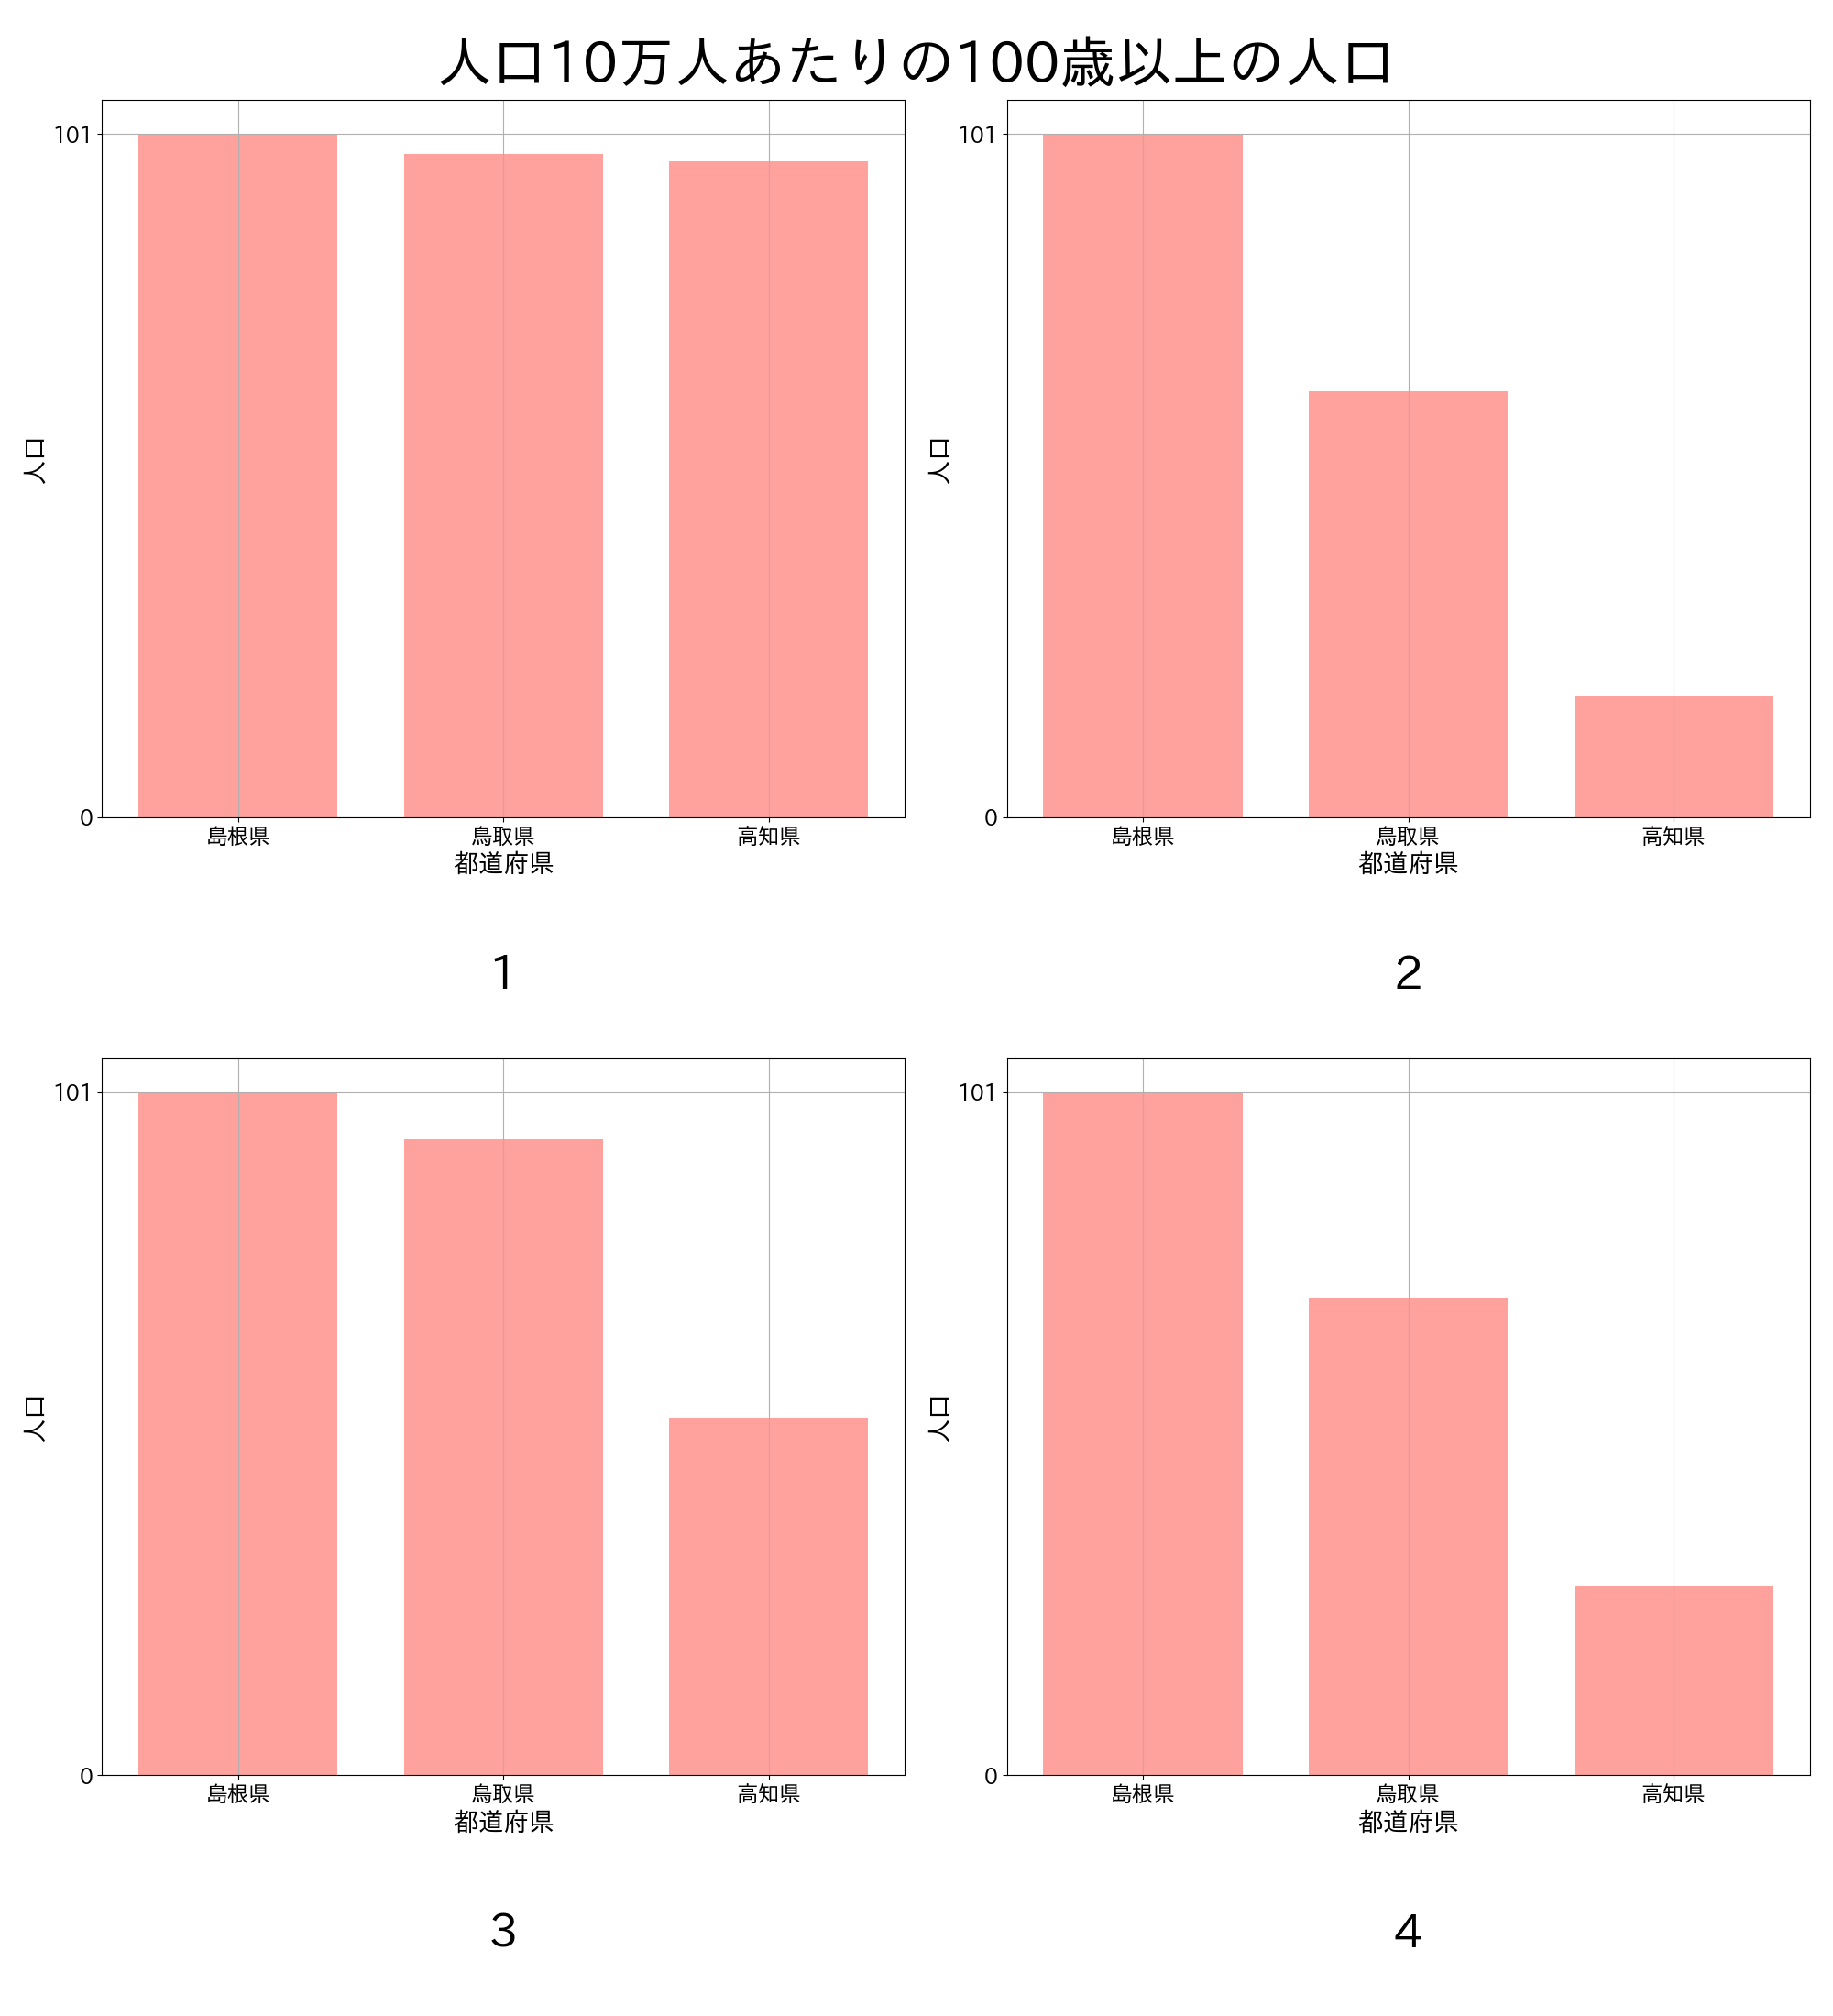 人口10万人あたりの100歳以上の人口
101
0
人口
島根県 鳥取県 高知県
都道府県
1
101
0
人口
島根県 鳥取県 高知県
都道府県
2
101
0
人口
島根県 鳥取県 高知県
都道府県
3
101
0
人口
島根県 鳥取県 高知県
都道府県
4